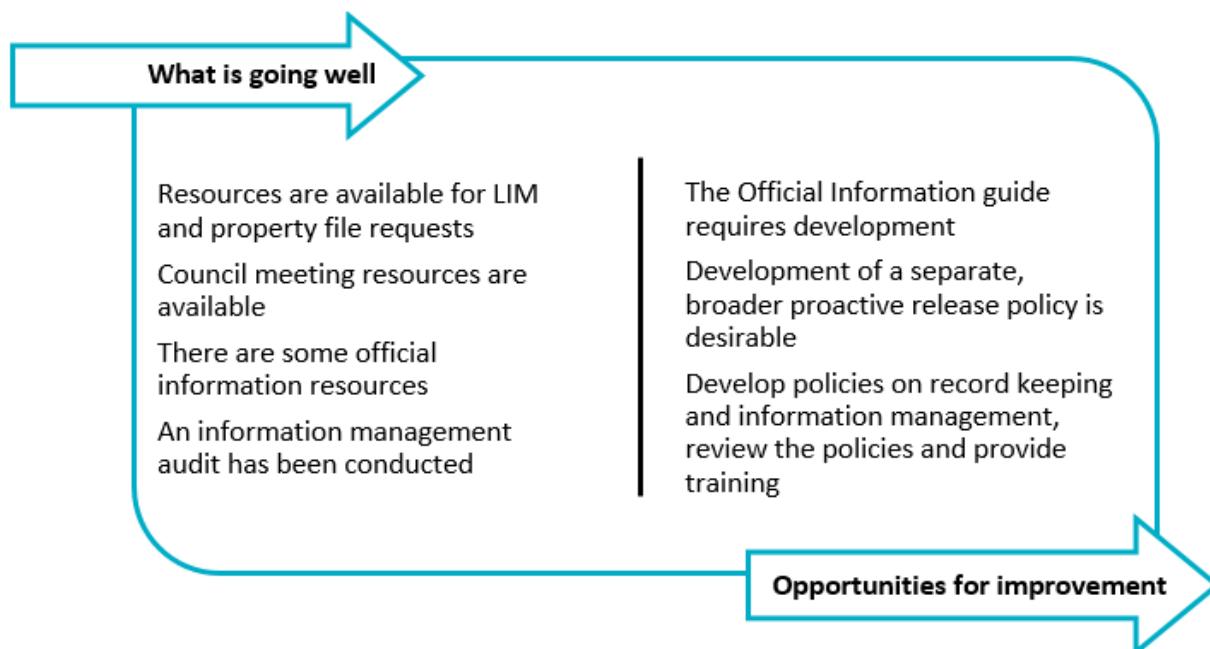 What is going well
Resources are available for LIM
and property file requests
Council meeting resources are
available
There are some official
information resources
An information management
audit has been conducted
The Official Information guide
requires development
Development of a separate,
broader proactive release policy is
desirable
Develop policies on record keeping
and information management,
review the policies and provide
training
Opportunities for improvement